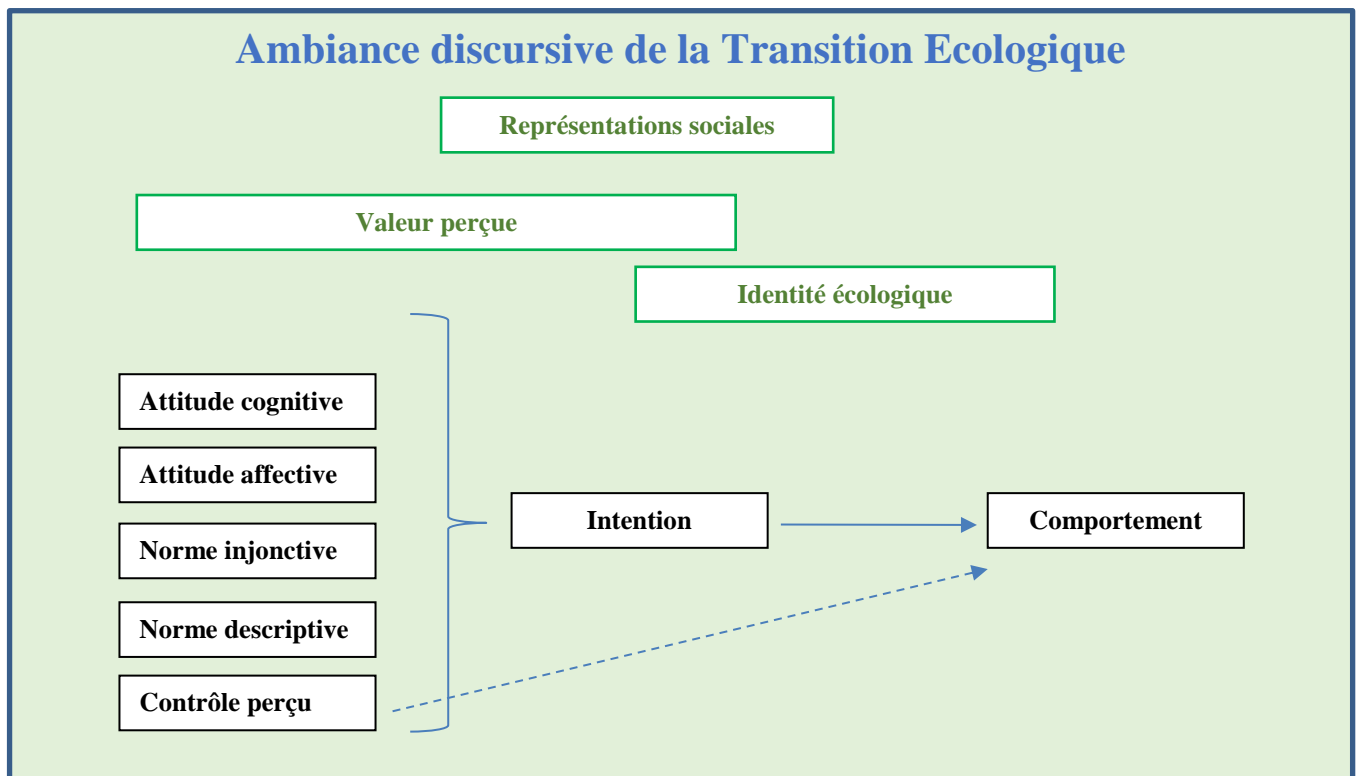 Ambiance discursive de la Transition Ecologique
Représentations sociales
Valeur perçue
Identité écologique
Attitude cognitive
Attitude affective
Norme injonctive
Norme descriptive
Contrôle perçu
Intention
Comportement